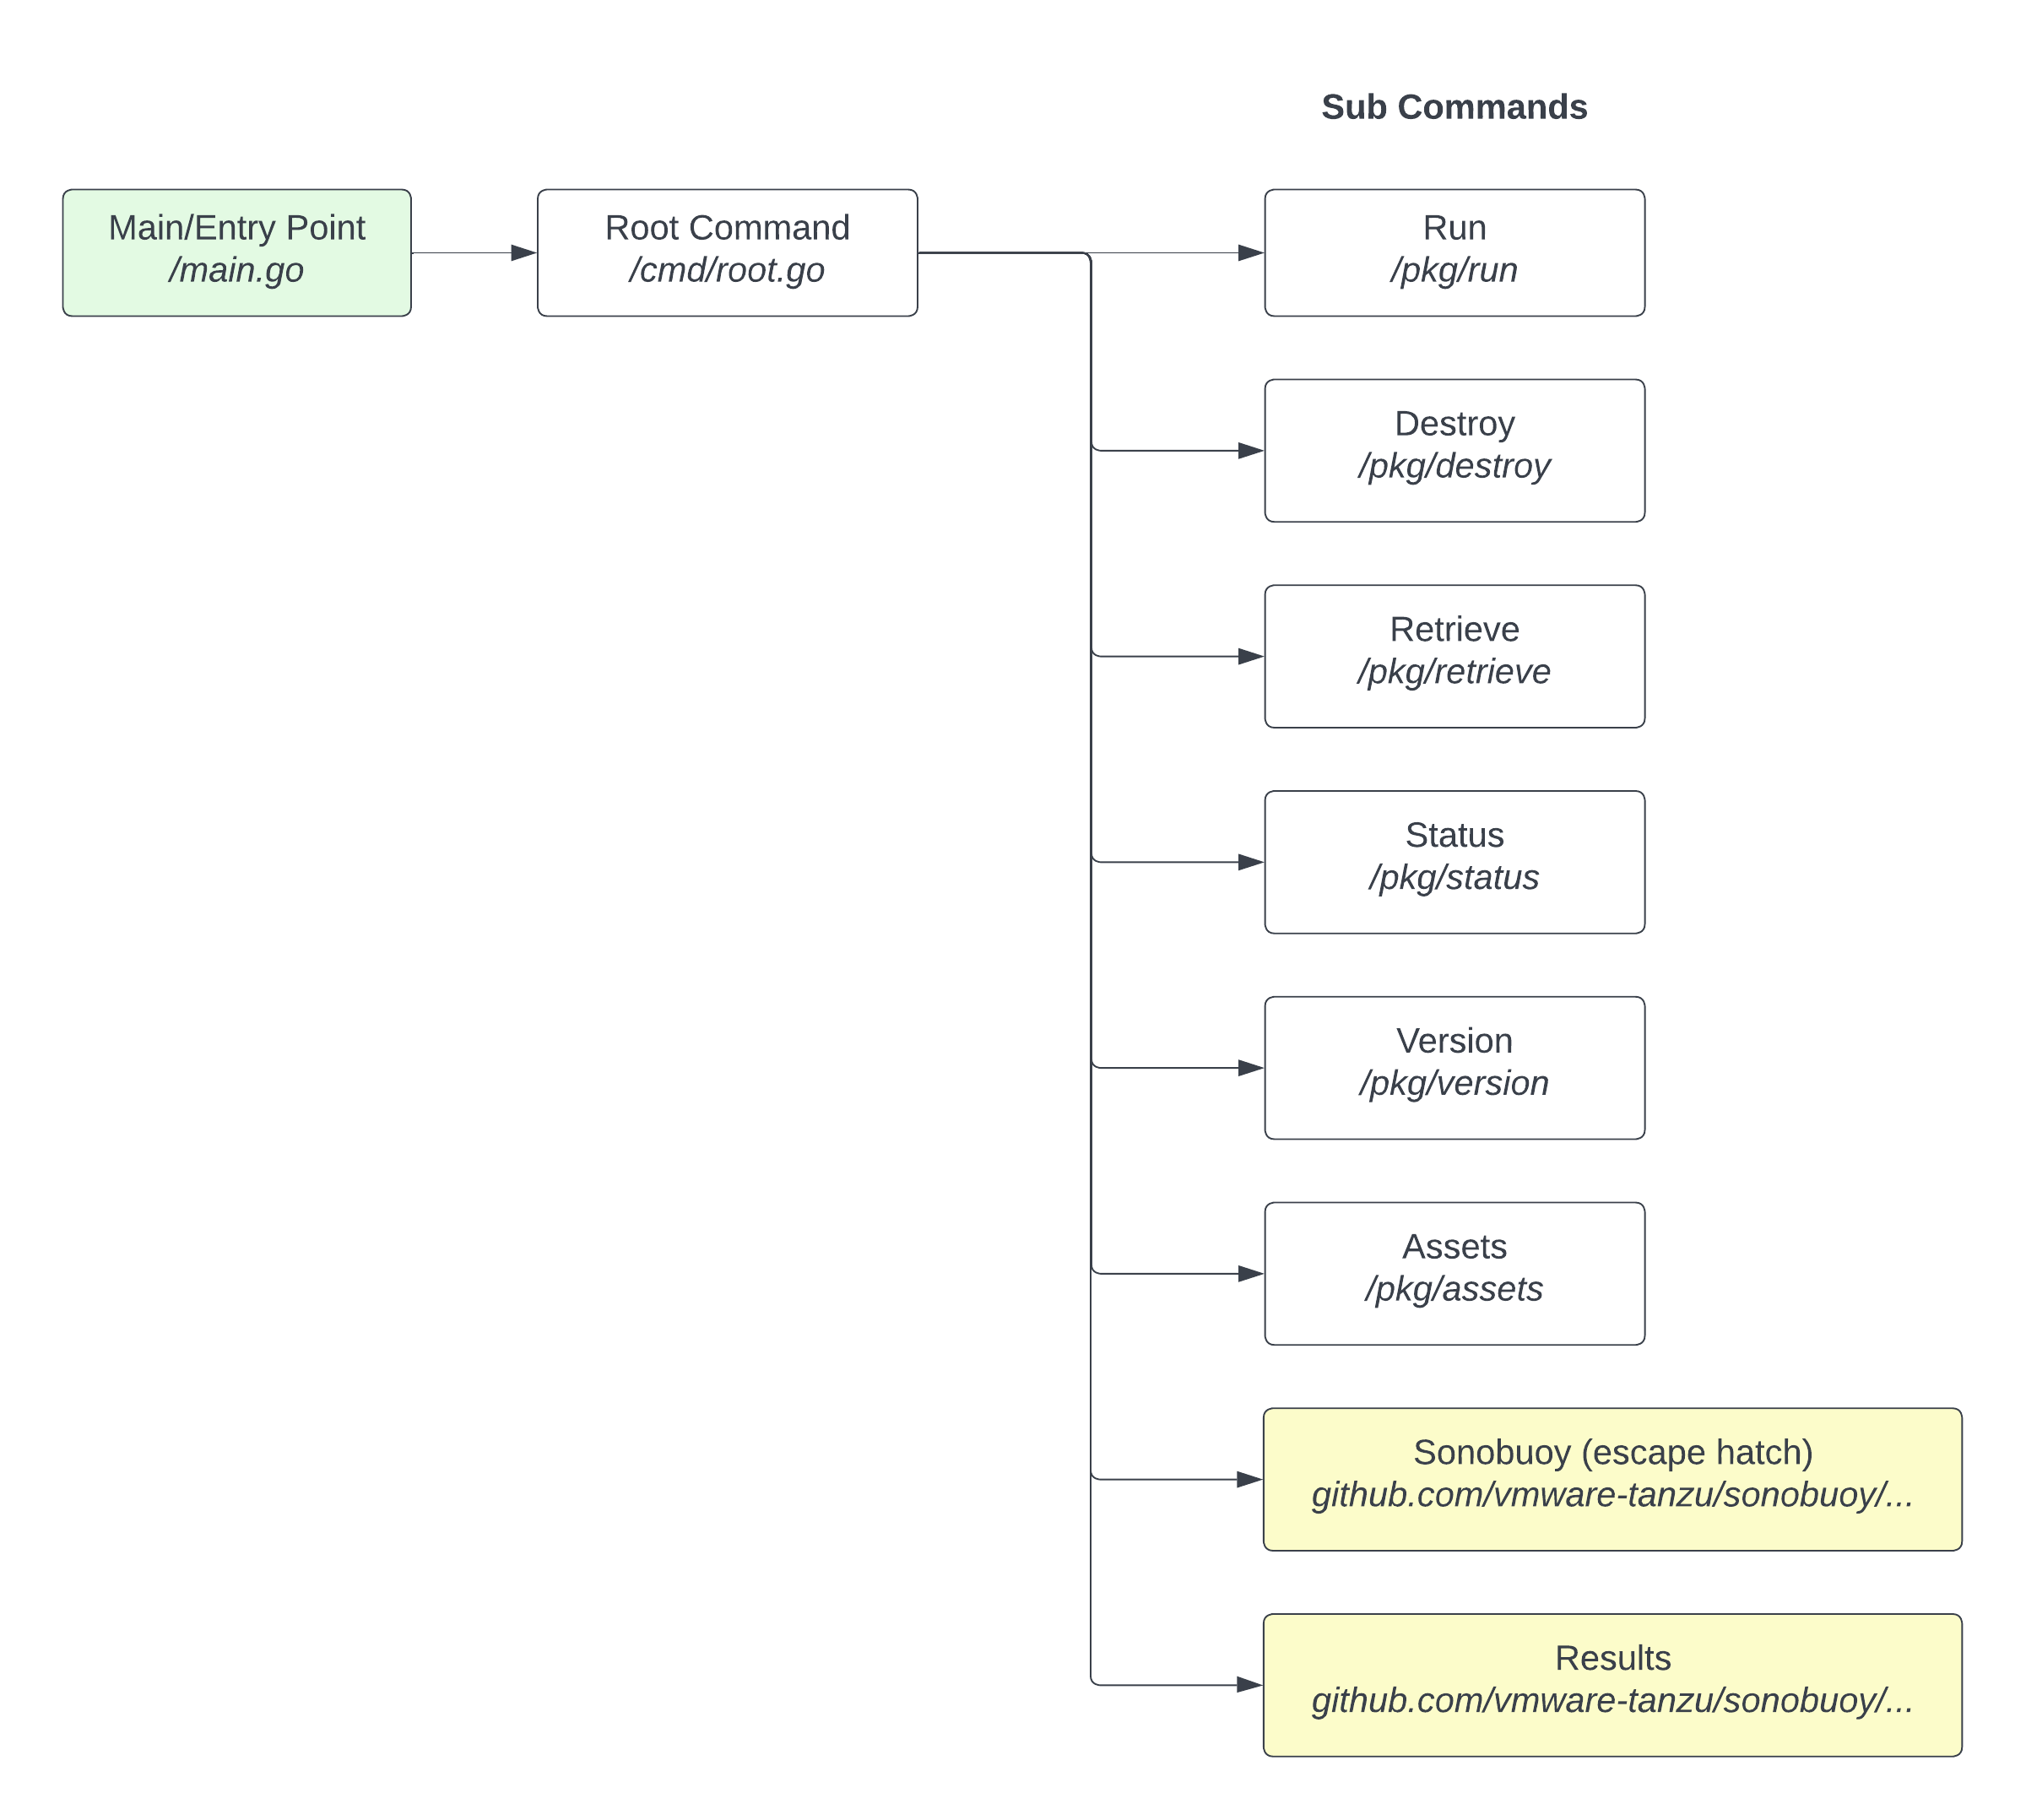 Sub Commands
Main/Entry Point
/main.go
Root Command
/cmd/root.go
Run
/pkg/run
Destroy
/pkg/destroy
Retrieve
/pkg/retrieve
Status
/pkg/status
Version
/pkg/version
Assets
/pkg/assets
Sonobuoy (escape hatch)
github.com/vmware-tanzu/sonobuoy/...
Results
github.com/vmware-tanzu/sonobuoy/...